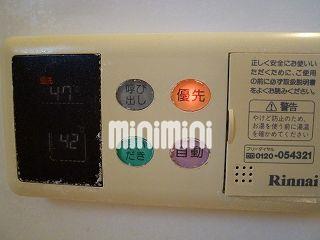 優先
47
42
呼び
出し
優先
たき
自動
minimini
正しく安全にお使い
いただくために、ご使用
の前に必ず取扱説明書
をよくお読みください。
警告
やけど防止のため、
お湯を使う前に湯温
を確かめてください
フリーダイヤル
0120-054321
Rinnai